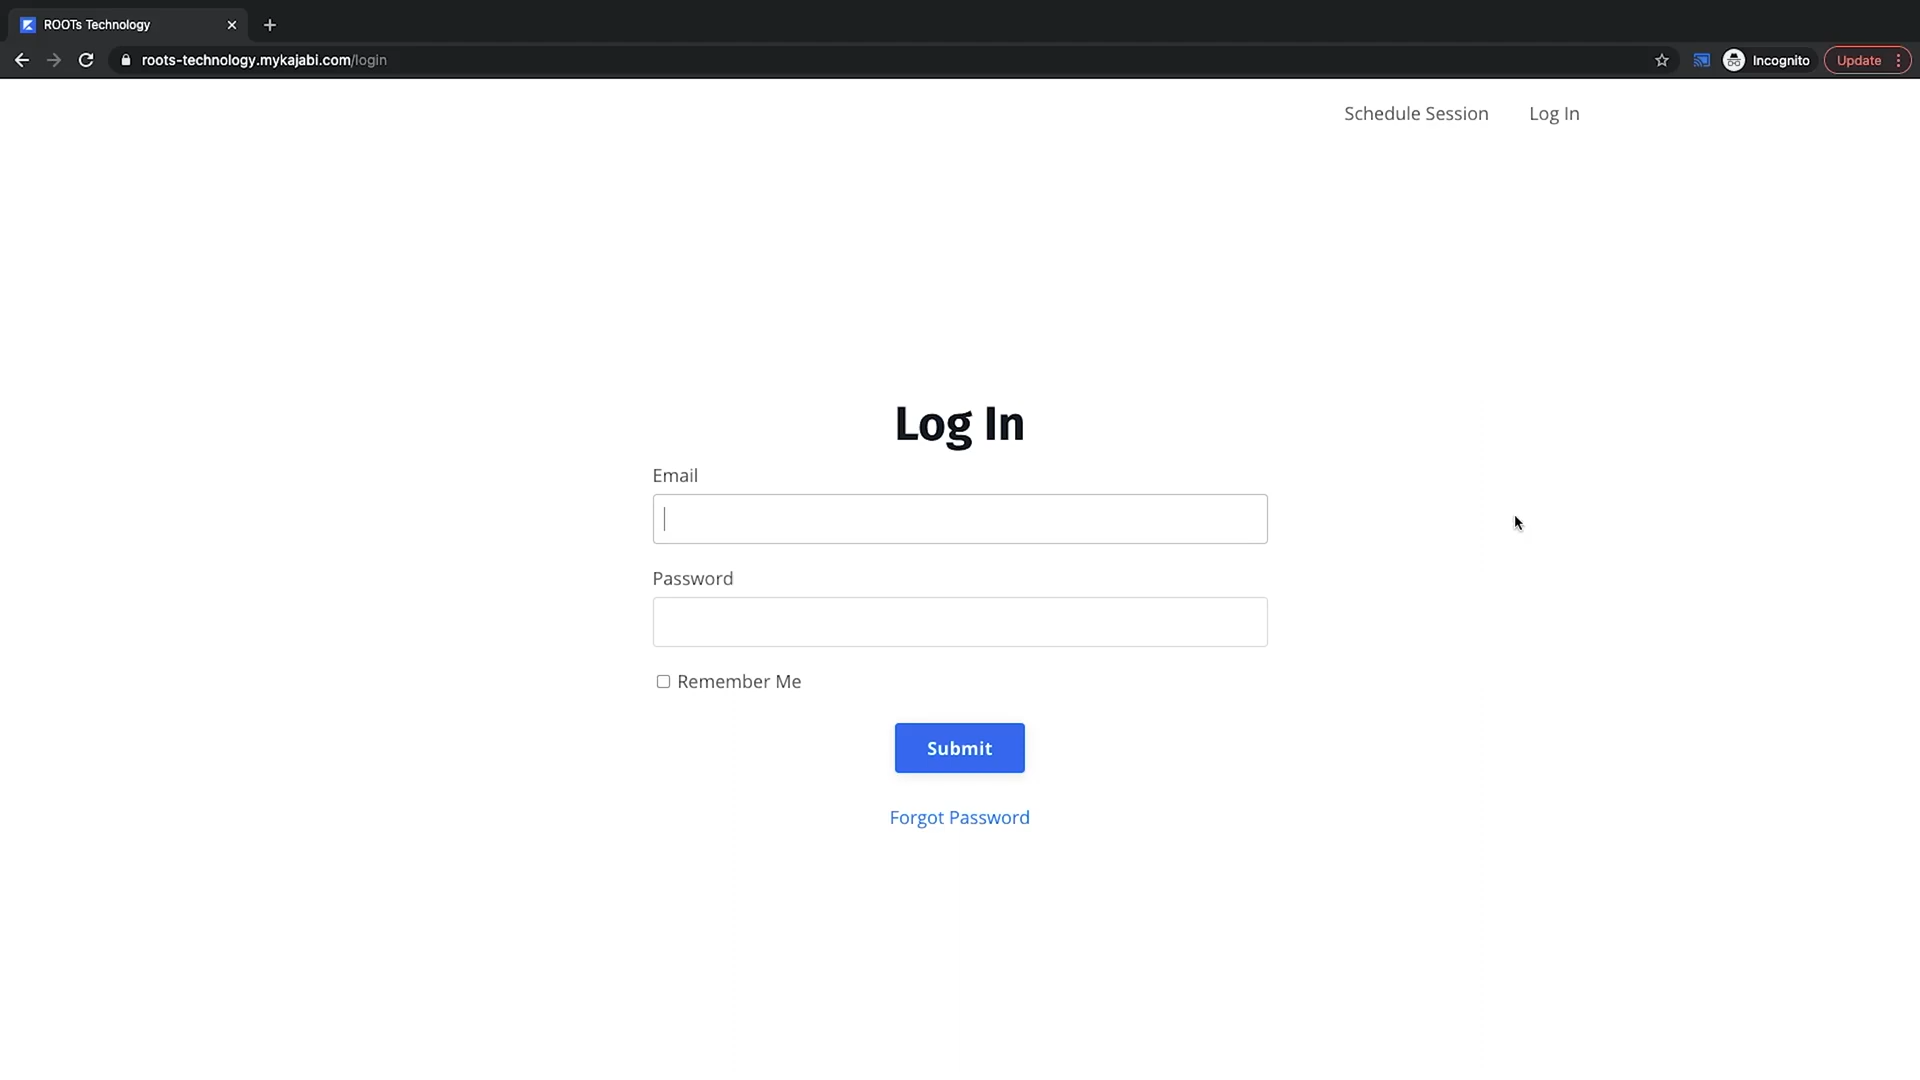 ROOTs Technology
roots-technology.mykajabi.com/login
Incognito
Update
Schedule Session
Log In
Log In
Email
Password
Remember Me
Submit
Forgot Password